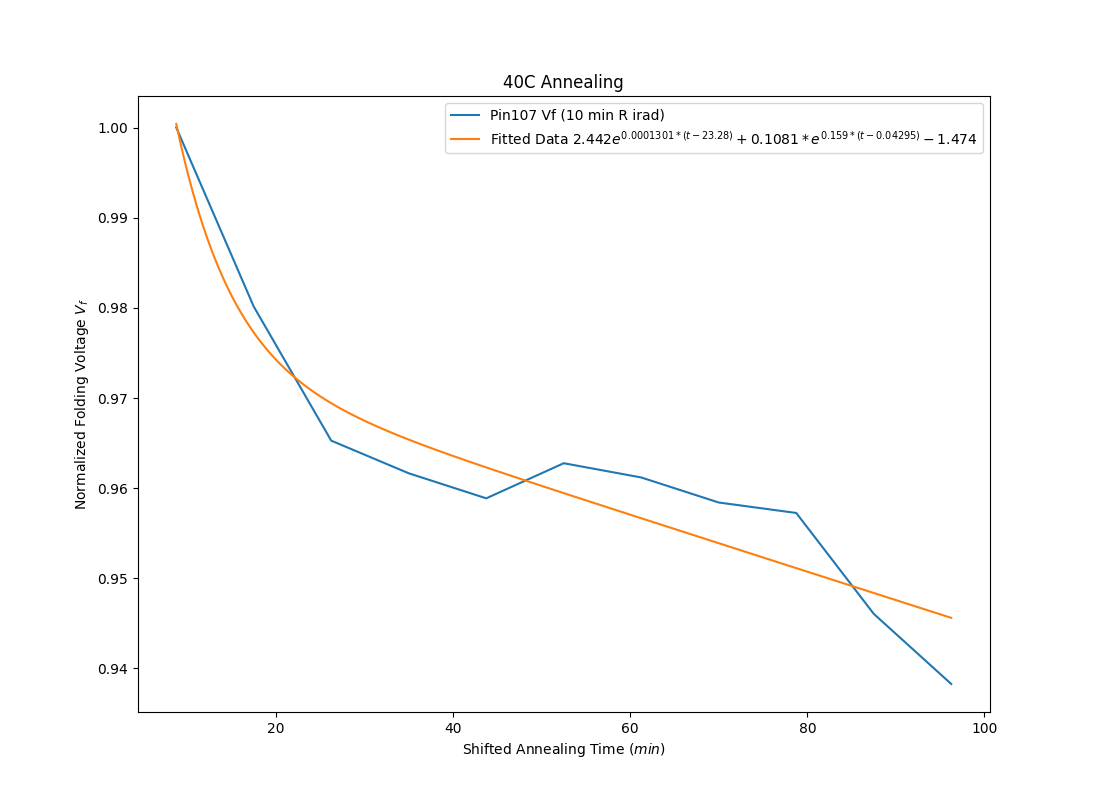 40C Annealing
Pin107 Vf (10 min R irad)
Fitted Data 2.442e^{0.0001301*(t−23.28)} + 0.1081 * e^{0.159*(t−0.04295)} − 1.474
Normalized Folding Voltage V_f
1.00
0.99
0.98
0.97
0.96
0.95
0.94
20 40 60 80 100
Shifted Annealing Time (min)